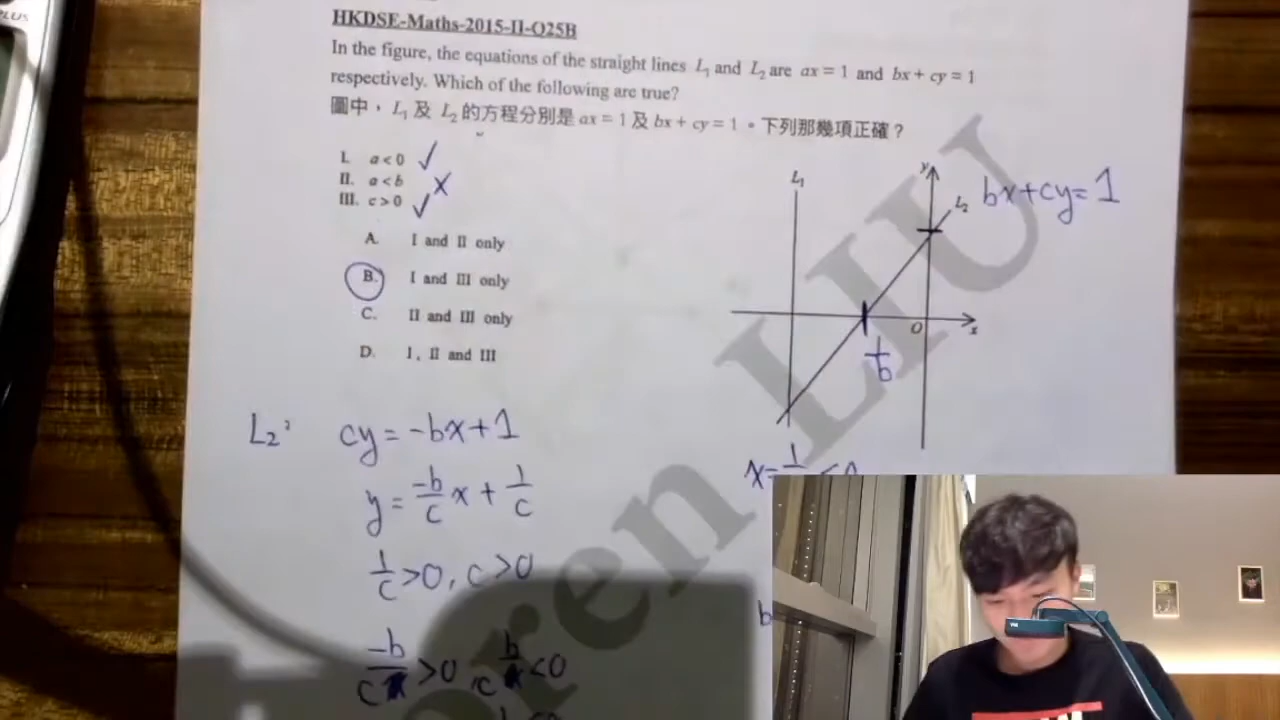 PLUS
HKDSE-Maths-2015-II-Q25B
In the figure, the equations of the straight lines L₁ and L₂ are ax = 1 and bx + cy = 1
respectively. Which of the following are true?
圖中，L₁ 及 L₂ 的方程分別是 ax = 1 及 bx + cy = 1。下列那幾項正確？
I. a < 0 ✓
II. a < b ✗
III. c > 0 ✓
A. I and II only
B. I and III only
C. II and III only
D. I, II and III
L₁
y
L₂ bx+cy=1
O
x
1/b
L₂: cy = -bx+1
y = -b/c x + 1/c
1/c >0, c>0
-b/c >0, b/c <0
x=1
b
oren LIU